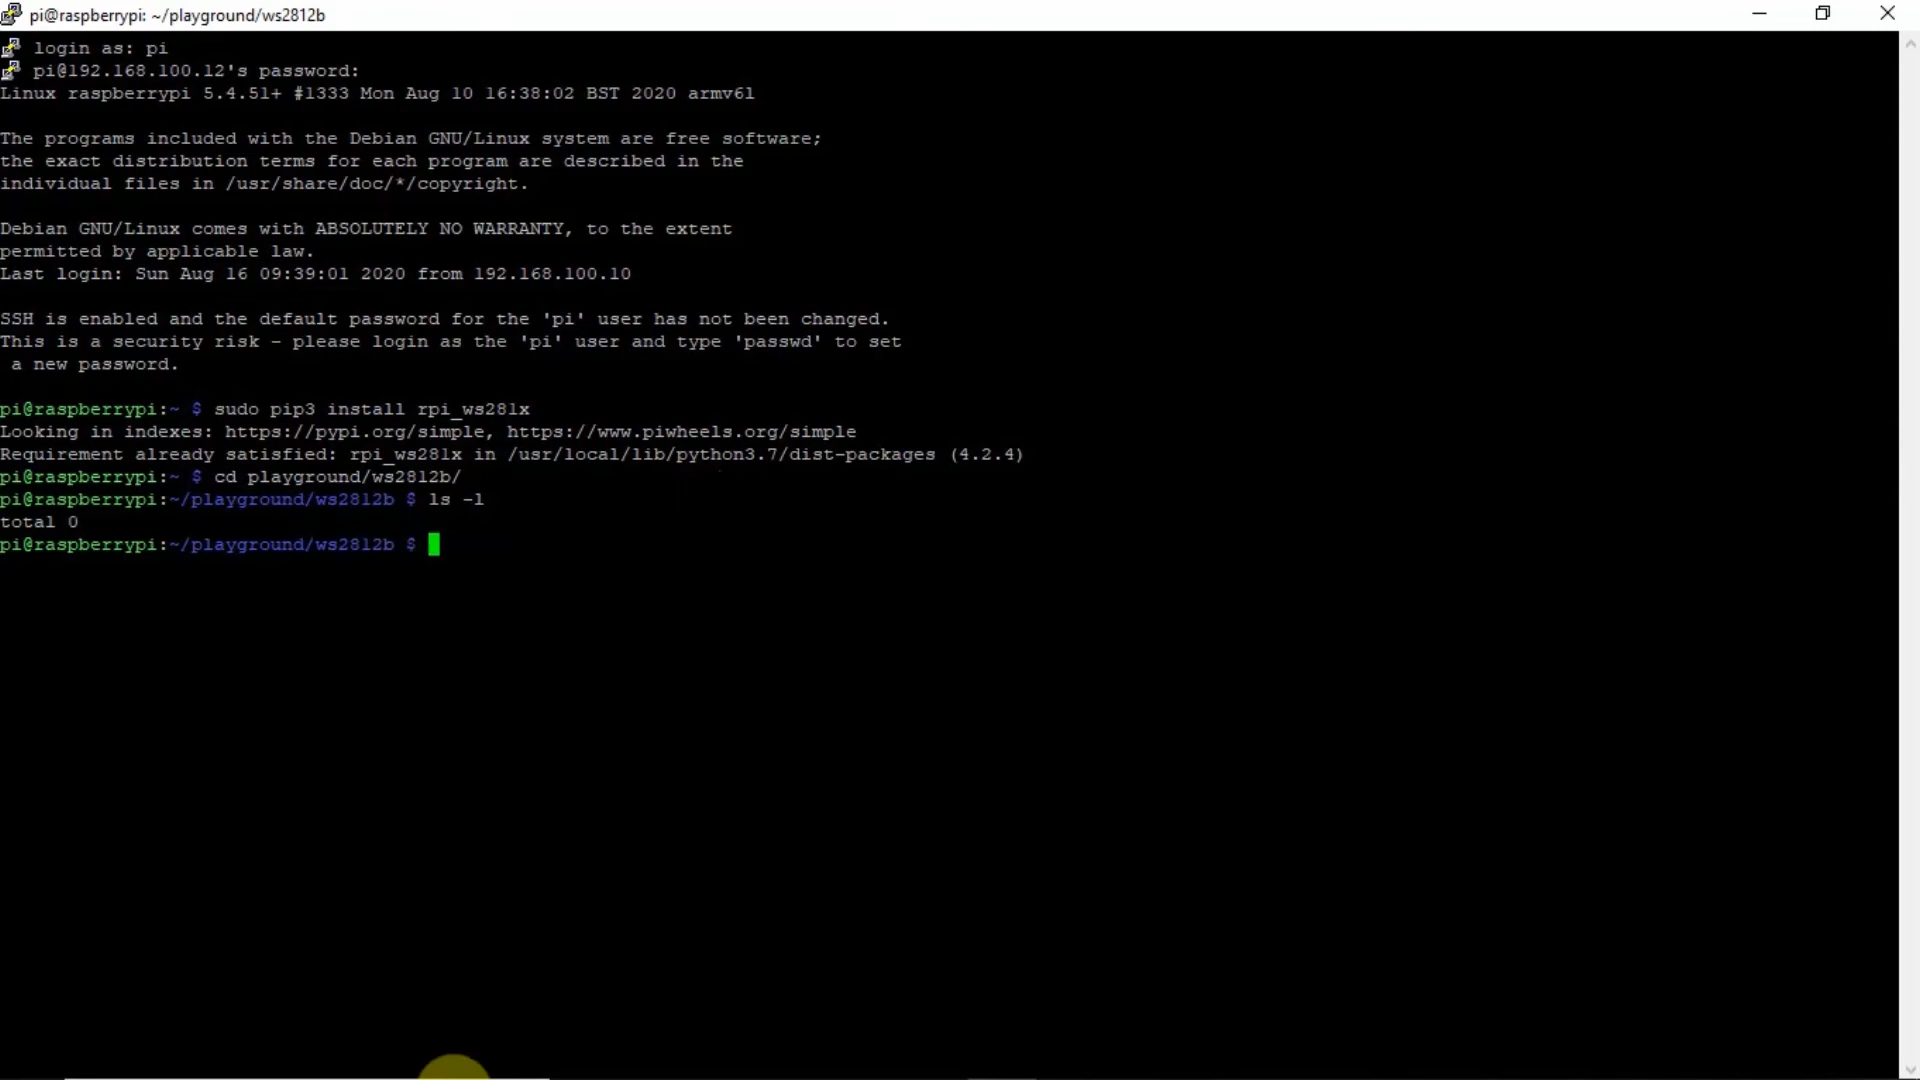 pi@raspberrypi: ~/playground/ws2812b
login as: pi
pi@192.168.100.12's password:
Linux raspberrypi 5.4.51+ #1333 Mon Aug 10 16:38:02 BST 2020 armv6l
The programs included with the Debian GNU/Linux system are free software;
the exact distribution terms for each program are described in the
individual files in /usr/share/doc/*/copyright.
Debian GNU/Linux comes with ABSOLUTELY NO WARRANTY, to the extent
permitted by applicable law.
Last login: Sun Aug 16 09:39:01 2020 from 192.168.100.10
SSH is enabled and the default password for the 'pi' user has not been changed.
This is a security risk - please login as the 'pi' user and type 'passwd' to set
a new password.
pi@raspberrypi:~ $ sudo pip3 install rpi_ws281x
Looking in indexes: https://pypi.org/simple, https://www.piwheels.org/simple
Requirement already satisfied: rpi_ws281x in /usr/local/lib/python3.7/dist-packages (4.2.4)
pi@raspberrypi:~ $ cd playground/ws2812b/
pi@raspberrypi:~/playground/ws2812b $ ls -l
total 0
pi@raspberrypi:~/playground/ws2812b $